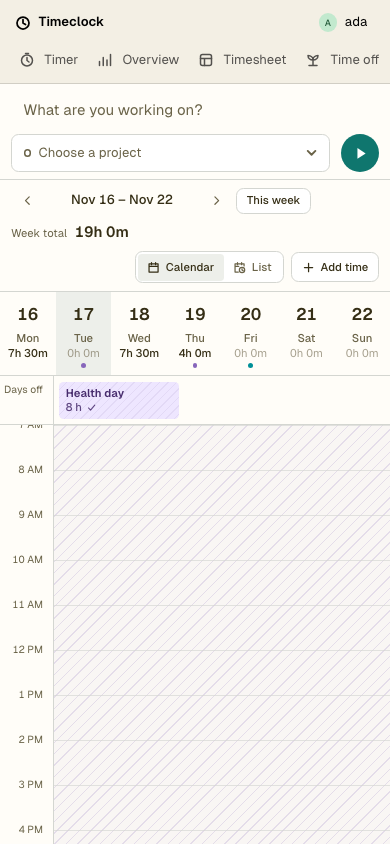 Timeclock
A ada
Timer Overview Timesheet Time off
What are you working on?
Choose a project
Nov 16 – Nov 22 This week
Week total 19h 0m
Calendar List Add time
16 17 18 19 20 21 22
Mon Tue Wed Thu Fri Sat Sun
7h 30m 0h 0m 7h 30m 4h 0m 0h 0m 0h 0m 0h 0m
Days off
Health day
8 h
7 AM
8 AM
9 AM
10 AM
11 AM
12 PM
1 PM
2 PM
3 PM
4 PM